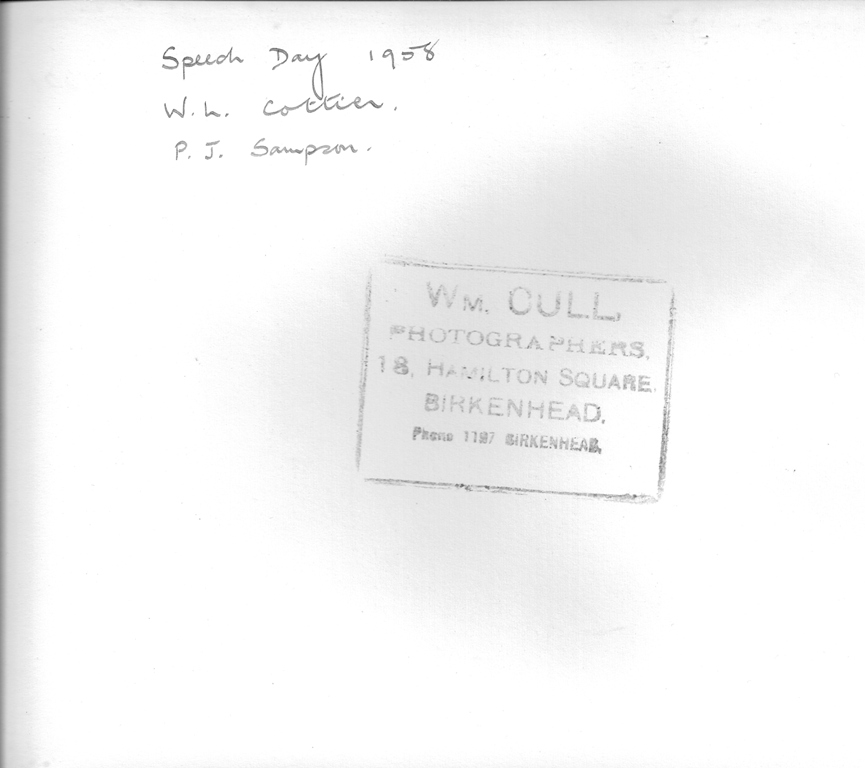 Speech Day 1958
W. L. Cottier.
P. J. Sampson.
WM. CULL,
PHOTOGRAPHERS,
18, HAMILTON SQUARE,
BIRKENHEAD,
Phone 1197 BIRKENHEAD,